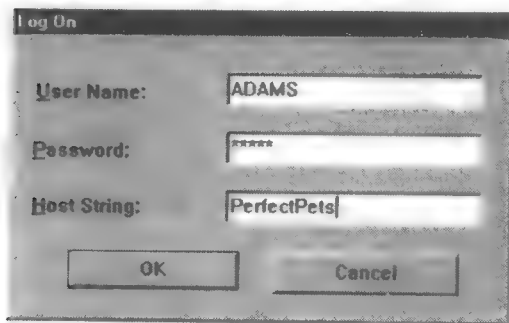 Log On
User Name: ADAMS
Password: *****
Host String: PerfectPets
OK Cancel